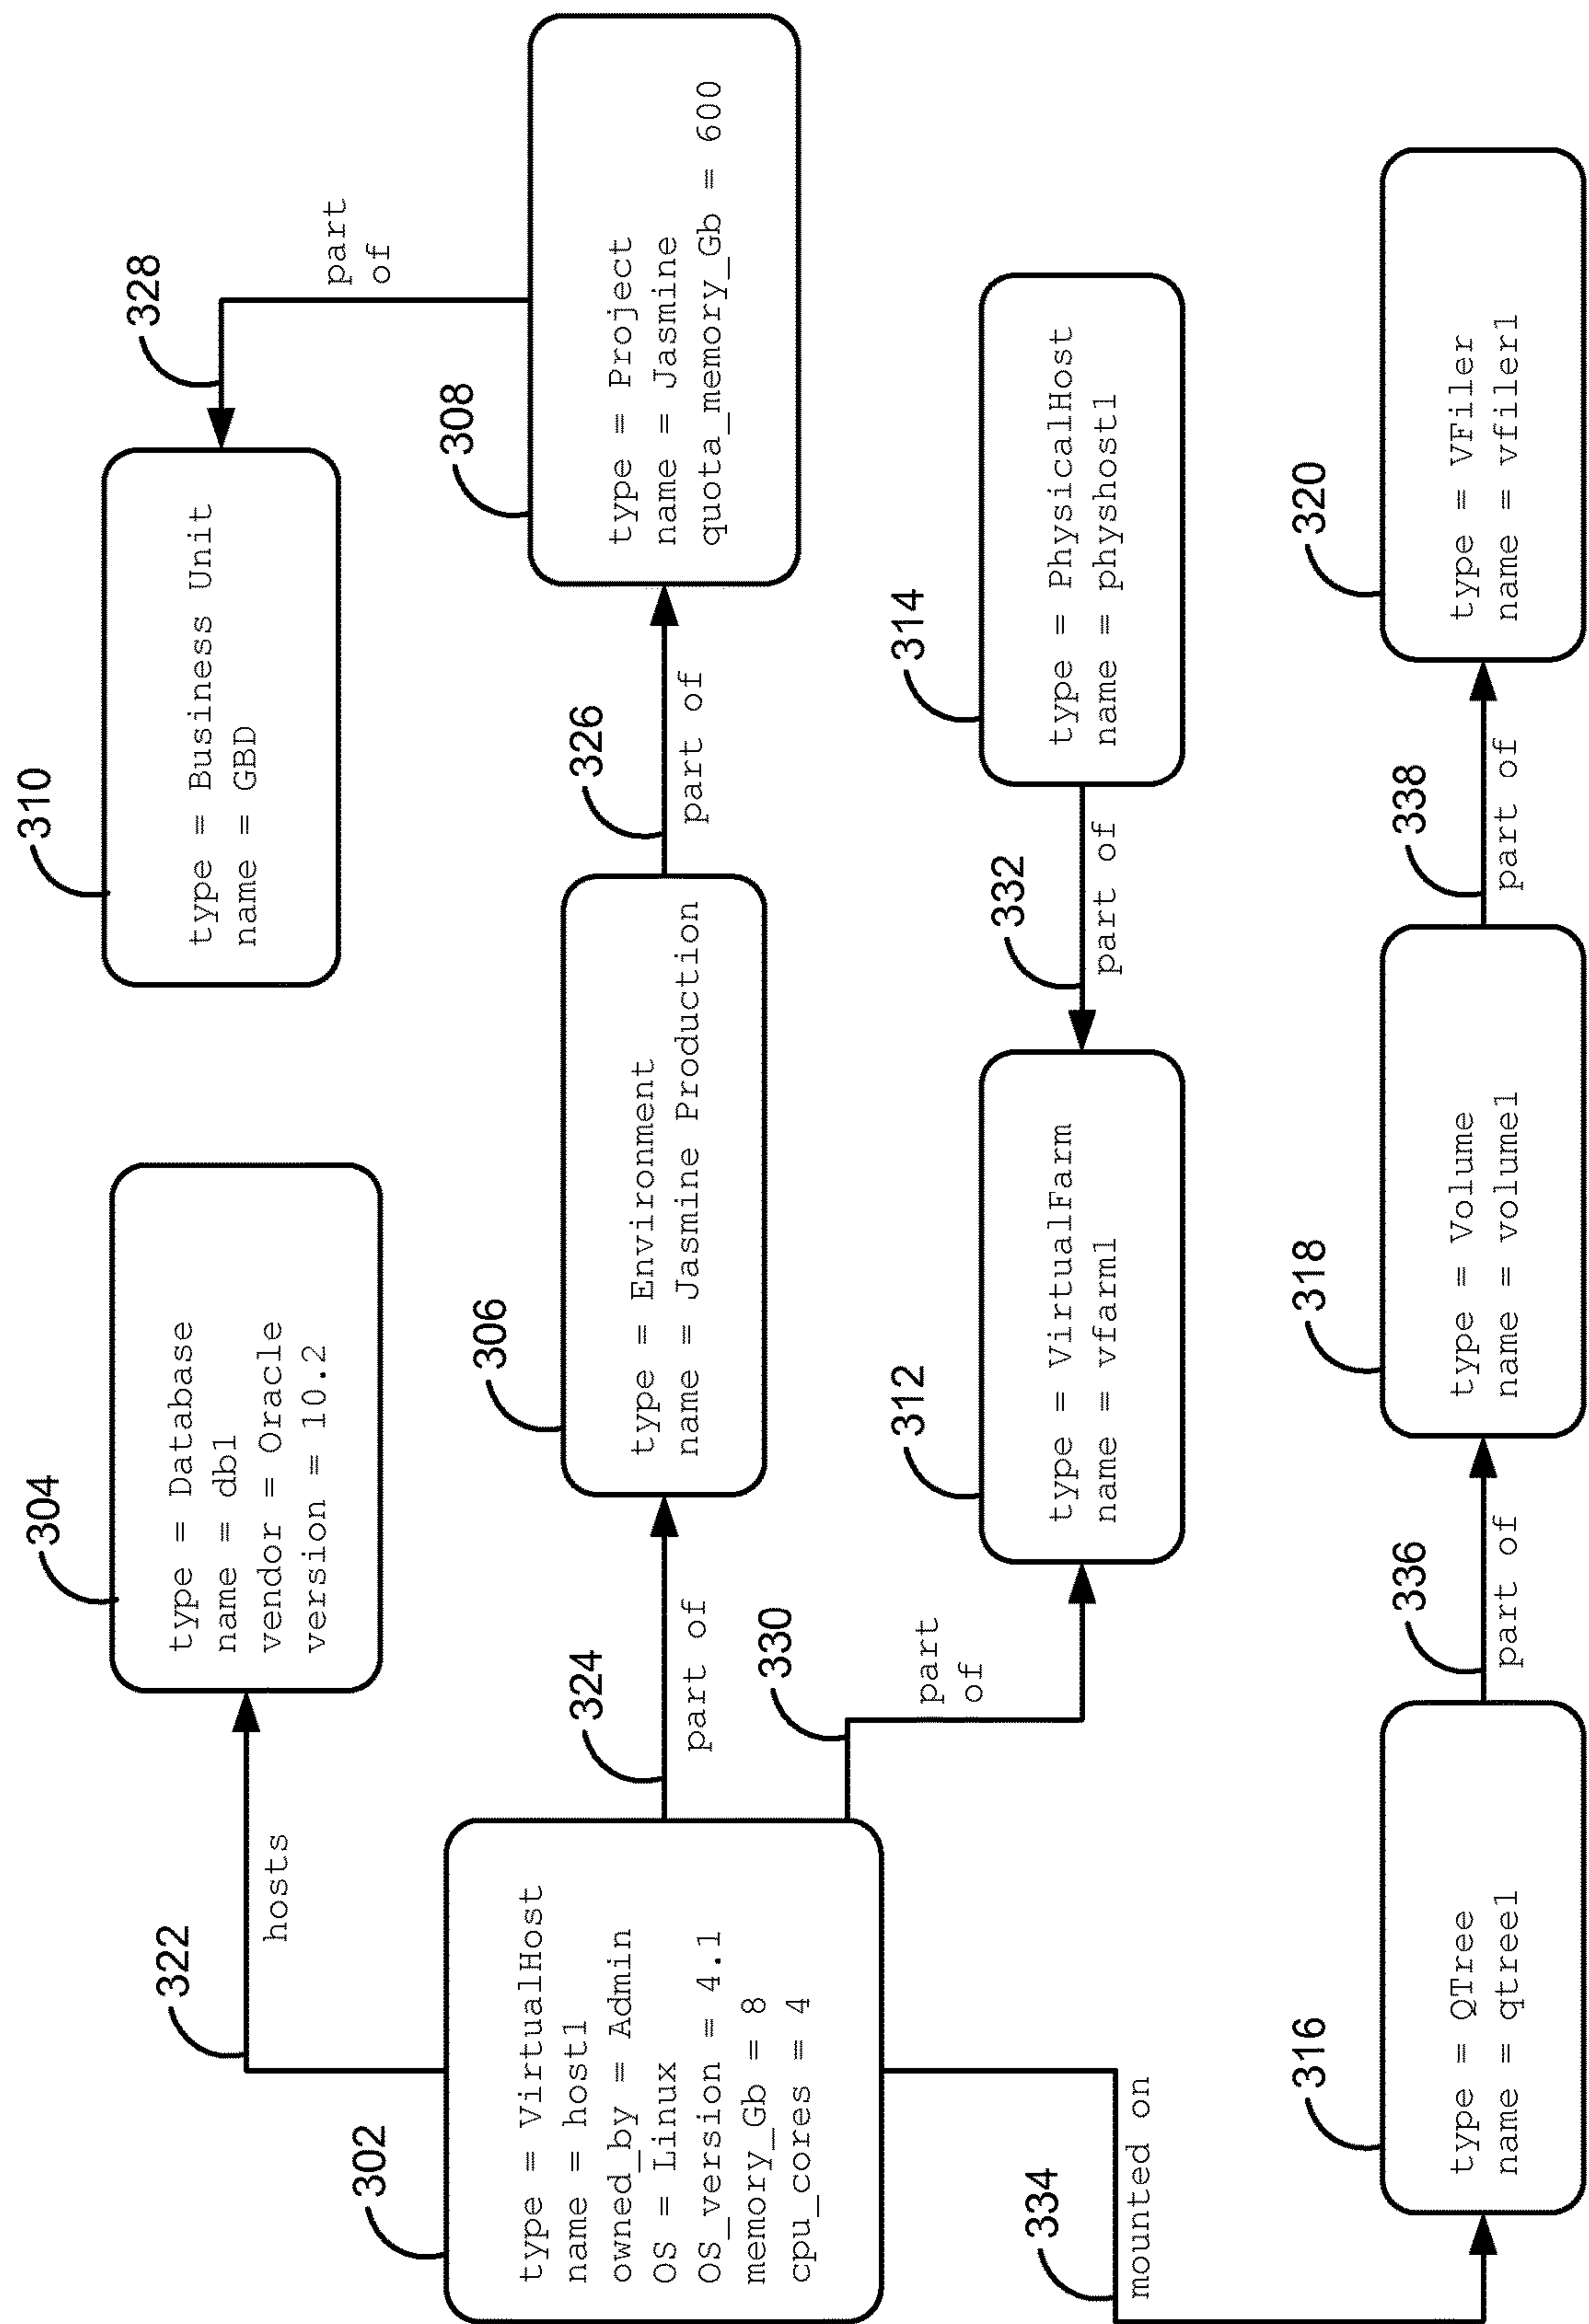 310
type = Business Unit
name = GBD
328
part
of
304
type = Database
name = db1
vendor = Oracle
version = 10.2
322
hosts
302
type = VirtualHost
name = host1
owned_by = Admin
OS = Linux
OS_version = 4.1
memory_Gb = 8
cpu_cores = 4
324
part of
306
type = Environment
name = Jasmine Production
326
part of
308
type = Project
name = Jasmine
quota_memory_Gb = 600
330
part
of
312
type = VirtualFarm
name = vfarm1
332
part of
314
type = PhysicalHost
name = physhost1
334
mounted on
316
type = QTree
name = qtree1
336
part of
318
type = Volume
name = volume1
338
part of
320
type = VFiler
name = vfiler1